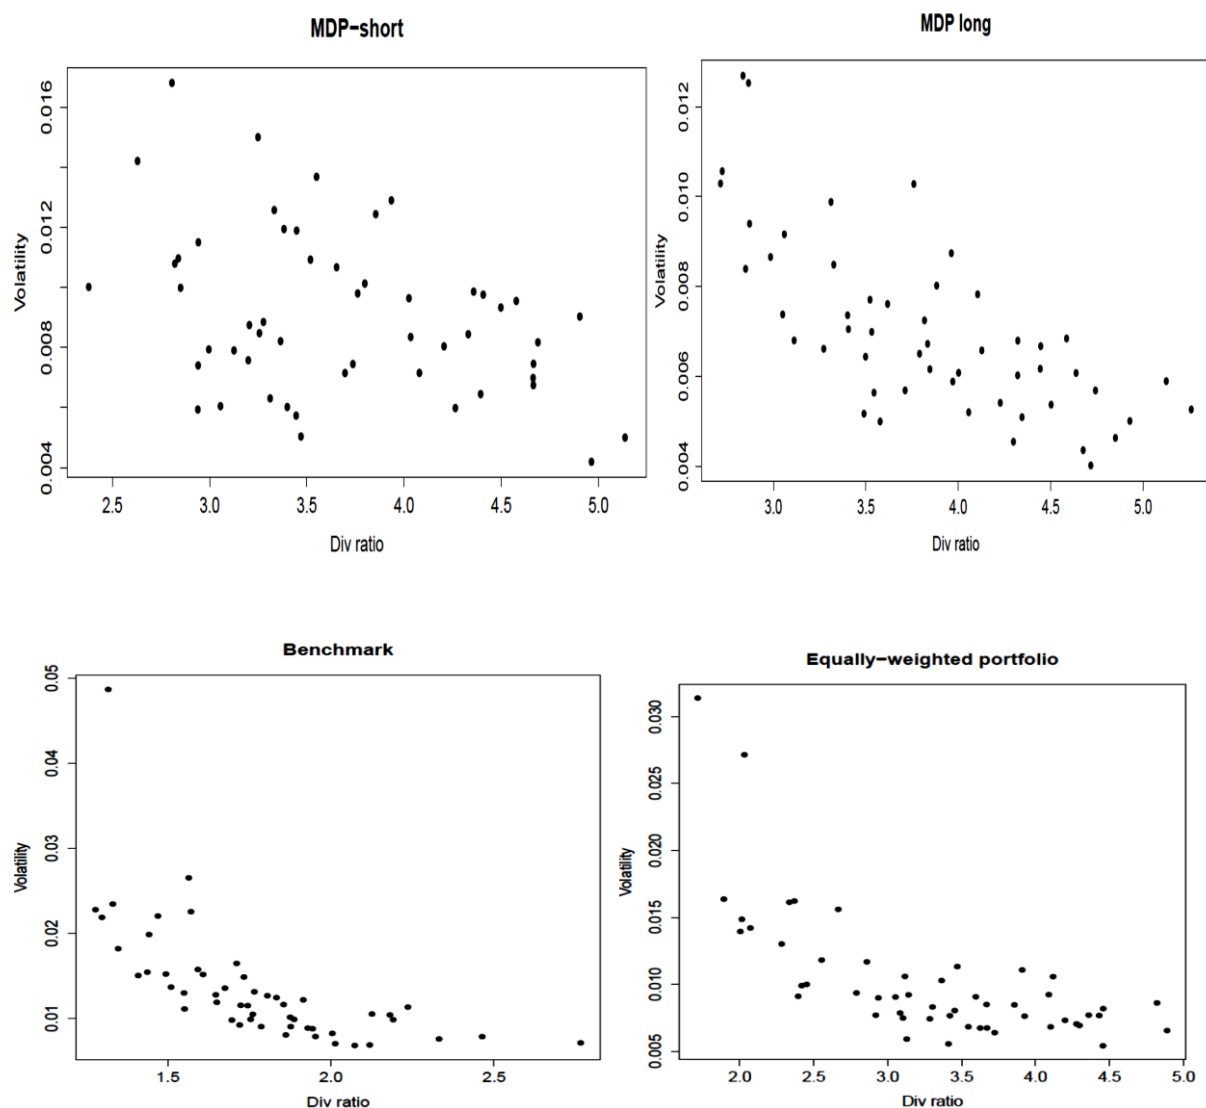 MDP−short
Volatility
0.016
0.012
0.008
0.004
2.5 3.0 3.5 4.0 4.5 5.0
Div ratio
MDP long
Volatility
0.012
0.010
0.008
0.006
0.004
3.0 3.5 4.0 4.5 5.0
Div ratio
Benchmark
Volatility
0.05
0.04
0.03
0.02
0.01
1.5 2.0 2.5
Div ratio
Equally−weighted portfolio
Volatility
0.030
0.025
0.020
0.015
0.010
0.005
2.0 2.5 3.0 3.5 4.0 4.5 5.0
Div ratio